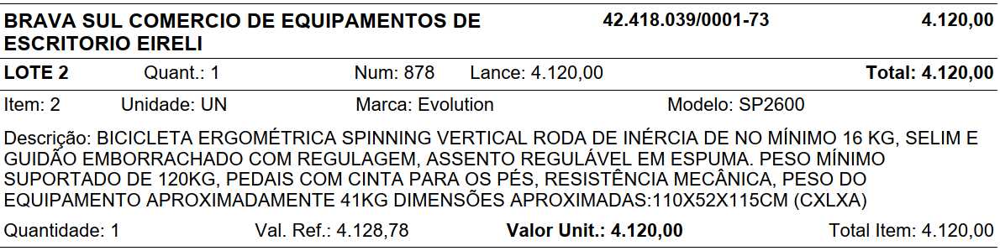 BRAVA SUL COMERCIO DE EQUIPAMENTOS DE ESCRITORIO EIRELI 42.418.039/0001-73 4.120,00
LOTE 2 Quant.: 1 Num: 878 Lance: 4.120,00 Total: 4.120,00
Item: 2 Unidade: UN Marca: Evolution Modelo: SP2600
Descrição: BICICLETA ERGOMÉTRICA SPINNING VERTICAL RODA DE INÉRCIA DE NO MÍNIMO 16 KG, SELIM E
GUIDÃO EMBORRACHADO COM REGULAGEM, ASSENTO REGULÁVEL EM ESPUMA. PESO MÍNIMO
SUPORTADO DE 120KG, PEDAIS COM CINTA PARA OS PÉS, RESISTÊNCIA MECÂNICA, PESO DO
EQUIPAMENTO APROXIMADAMENTE 41KG DIMENSÕES APROXIMADAS:110X52X115CM (CXLXA)
Quantidade: 1 Val. Ref.: 4.128,78 Valor Unit.: 4.120,00 Total Item: 4.120,00